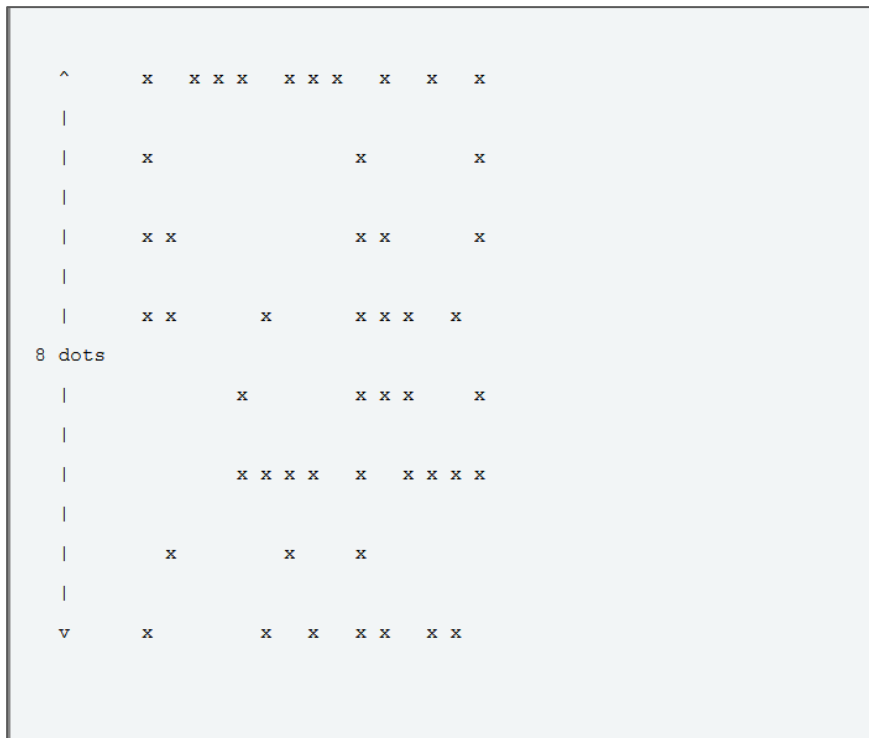 ^      x   x x x   x x x   x   x   x
|
|      x                 x         x
|
|      x x               x x       x
|
|      x x       x       x x x   x
8 dots
|              x         x x x     x
|
|              x x x x   x   x x x x
|
|        x         x     x
|
v      x         x   x   x x   x x